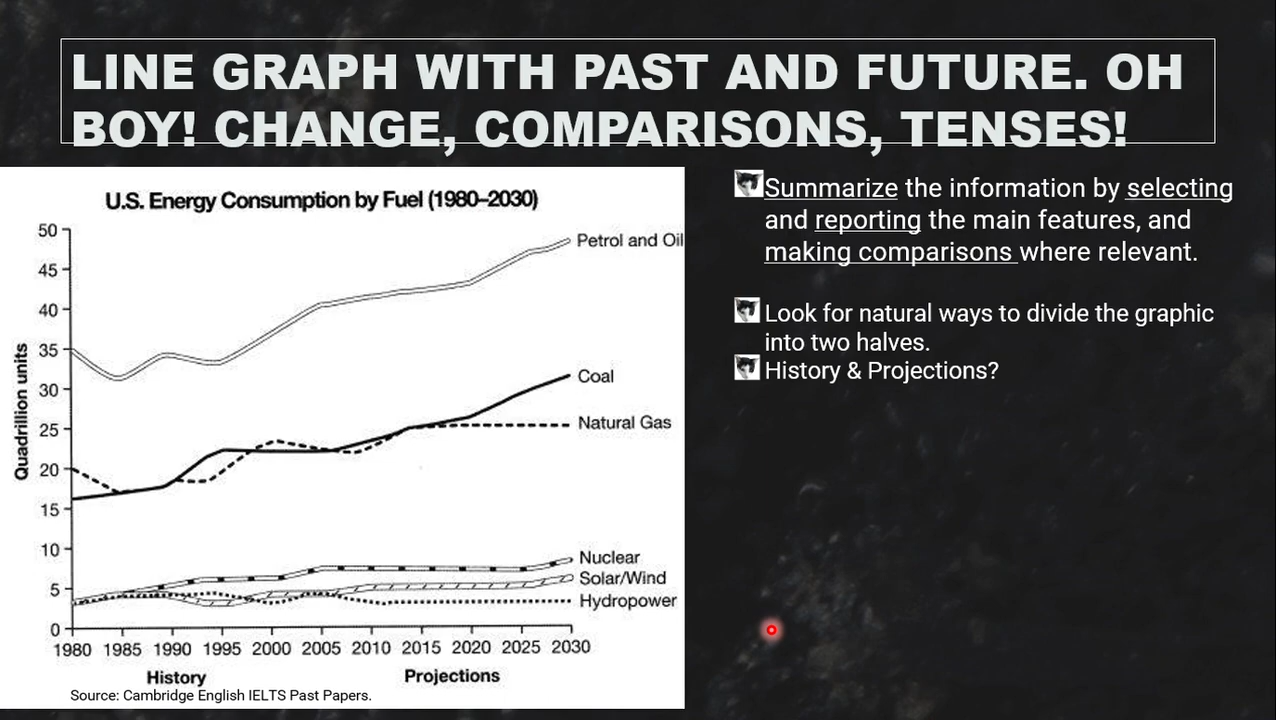 LINE GRAPH WITH PAST AND FUTURE. OH
BOY! CHANGE, COMPARISONS, TENSES!
U.S. Energy Consumption by Fuel (1980–2030)
Quadrillion units
50
45
40
35
30
25
20
15
10
5
0
Petrol and Oil
Coal
Natural Gas
Nuclear
Solar/Wind
Hydropower
1980 1985 1990 1995 2000 2005 2010 2015 2020 2025 2030
History Projections
Source: Cambridge English IELTS Past Papers.
Summarize the information by selecting
and reporting the main features, and
making comparisons where relevant.
Look for natural ways to divide the graphic
into two halves.
History & Projections?